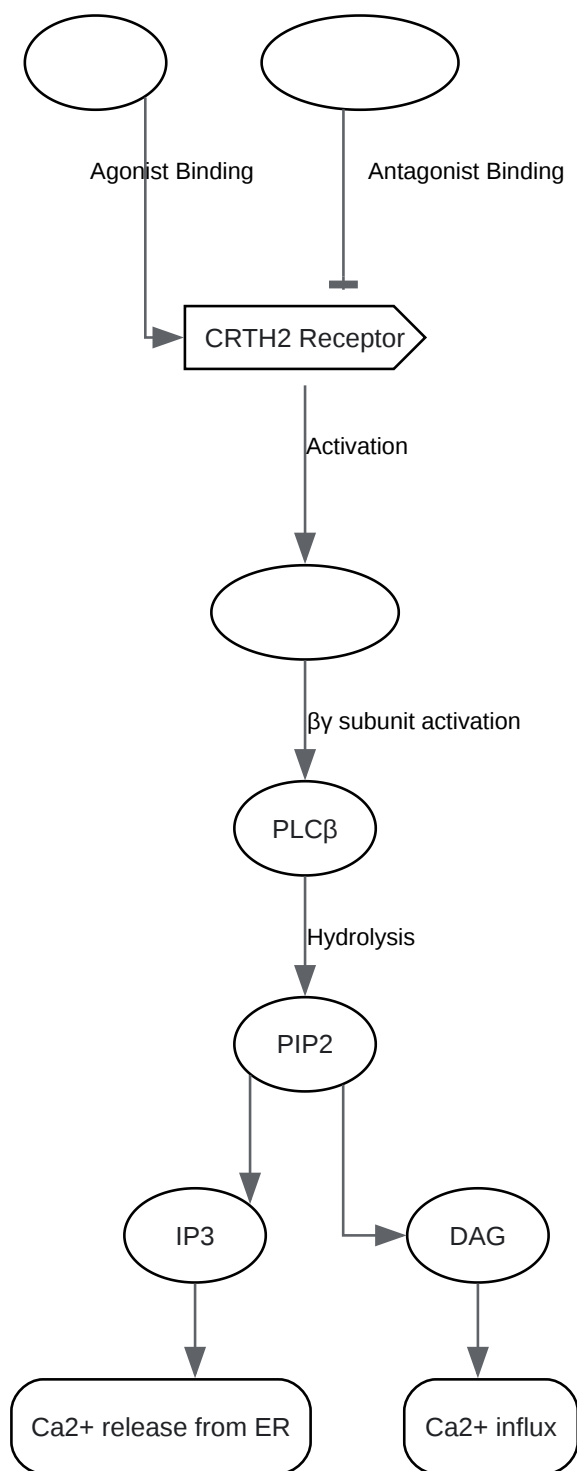 Agonist Binding
Antagonist Binding
CRTH2 Receptor
Activation
βγ subunit activation
PLCβ
Hydrolysis
PIP2
IP3
DAG
Ca2+ release from ER
Ca2+ influx